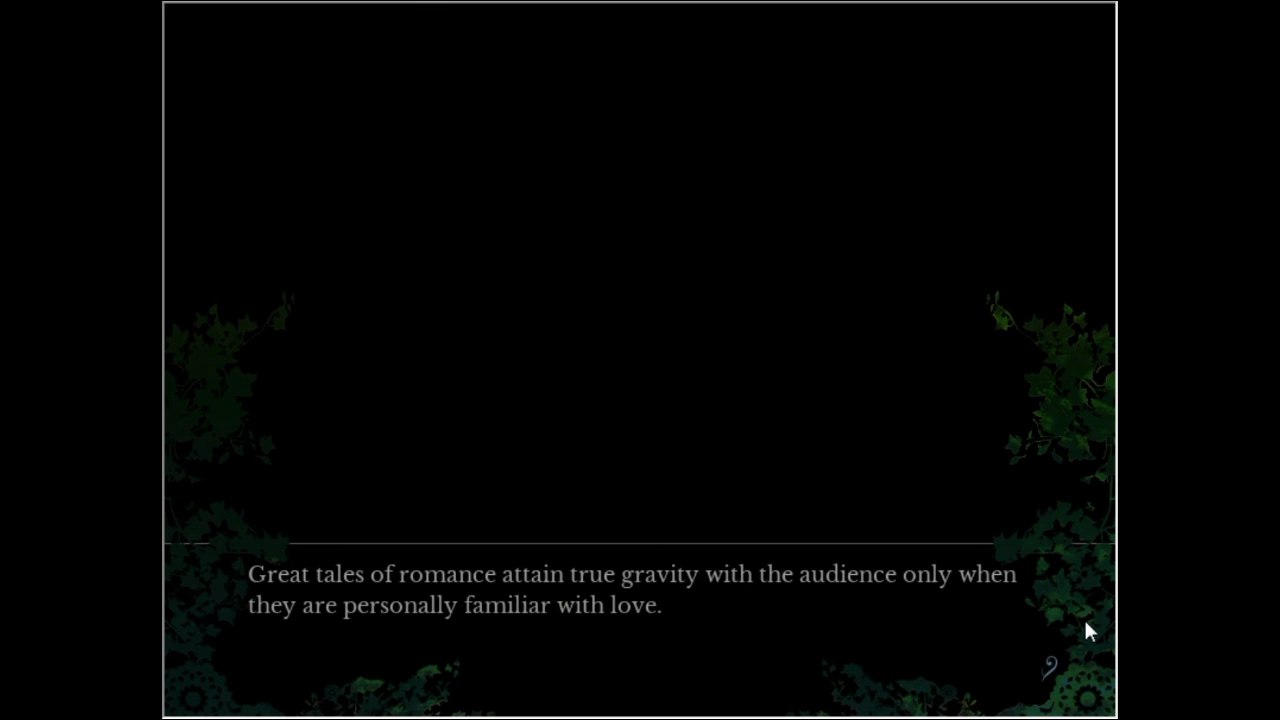 Great tales of romance attain true gravity with the audience only when
they are personally familiar with love.